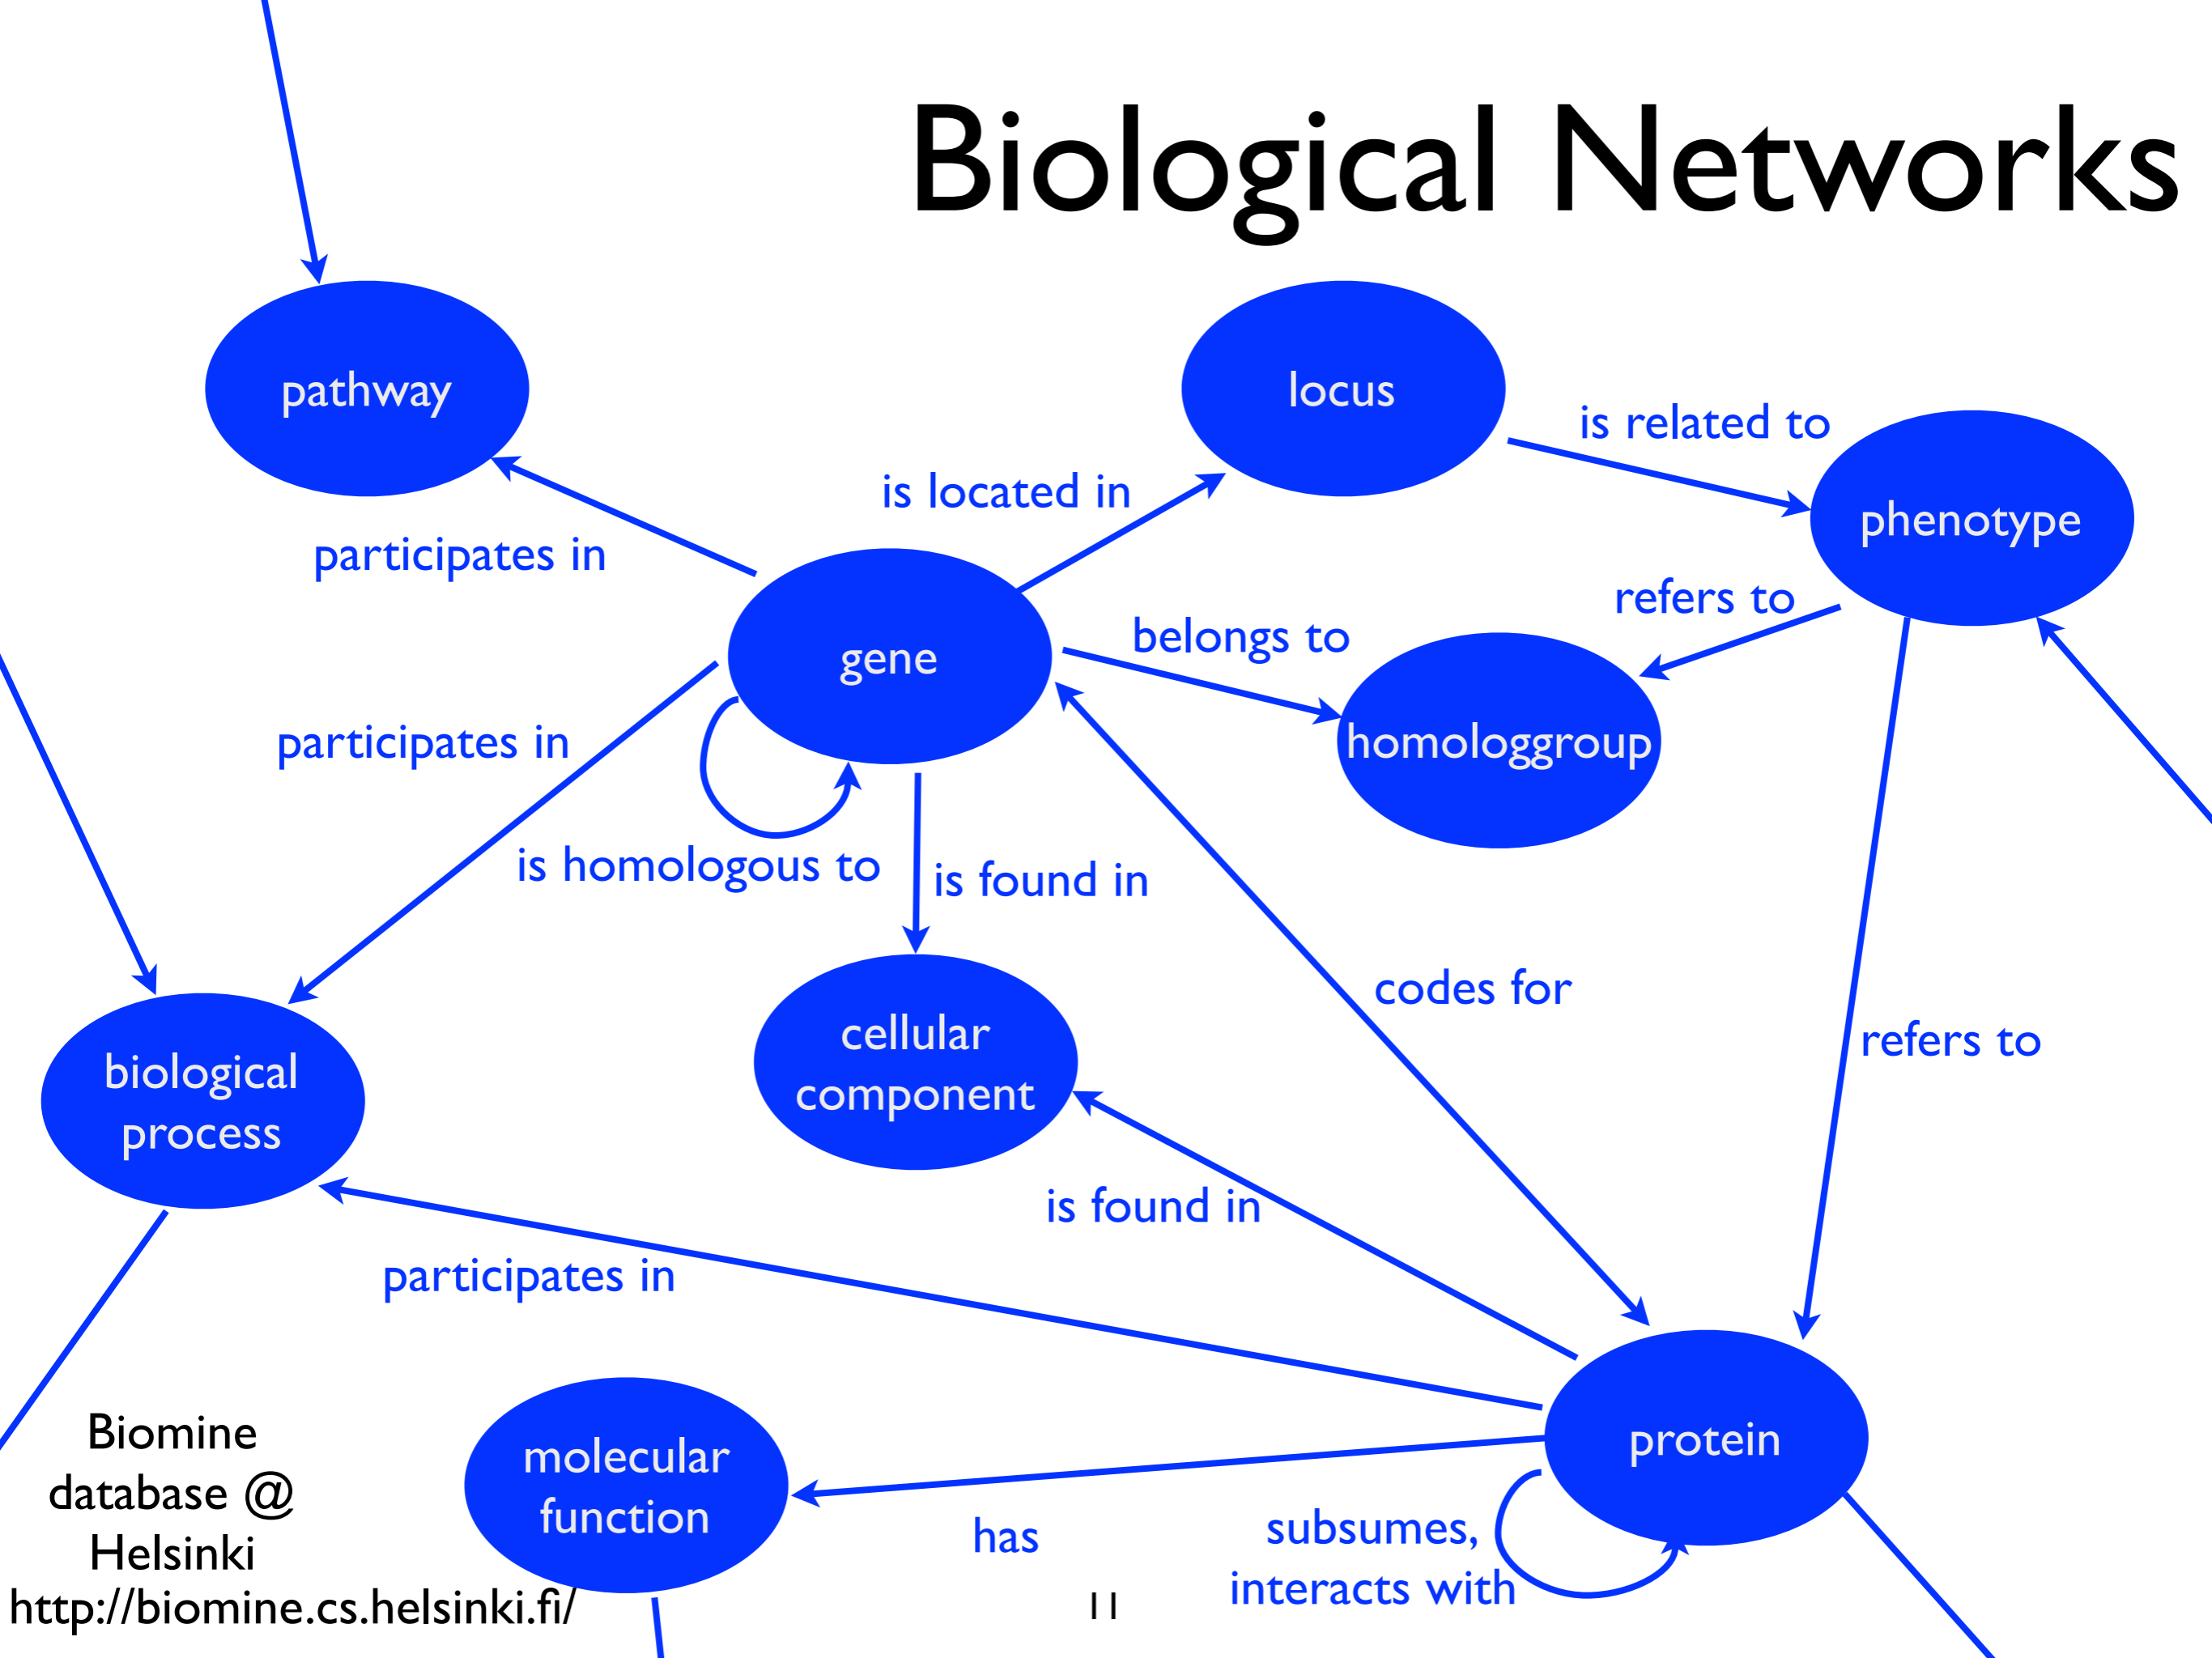 Biological Networks
pathway
locus
is related to
is located in
phenotype
participates in
refers to
belongs to
gene
homologgroup
participates in
is homologous to
is found in
codes for
cellular
component
refers to
biological
process
is found in
participates in
Biomine
database @
Helsinki
http://biomine.cs.helsinki.fi/
molecular
function
protein
has
subsumes,
interacts with
11